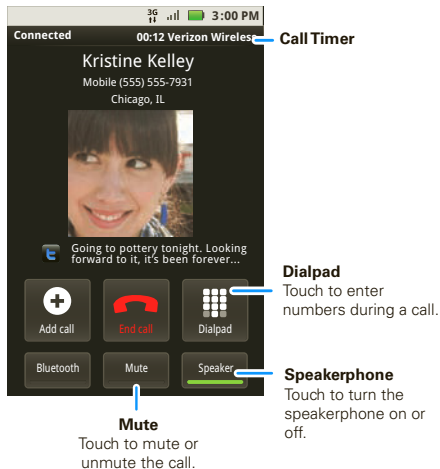 3G 3:00 PM
Connected 00:12 Verizon Wireless
Call Timer
Kristine Kelley
Mobile (555) 555-7931
Chicago, IL
Going to pottery tonight. Looking
forward to it, it's been forever...
Add call End call Dialpad
Bluetooth Mute Speaker
Dialpad
Touch to enter
numbers during a call.
Speakerphone
Touch to turn the
speakerphone on or
off.
Mute
Touch to mute or
unmute the call.